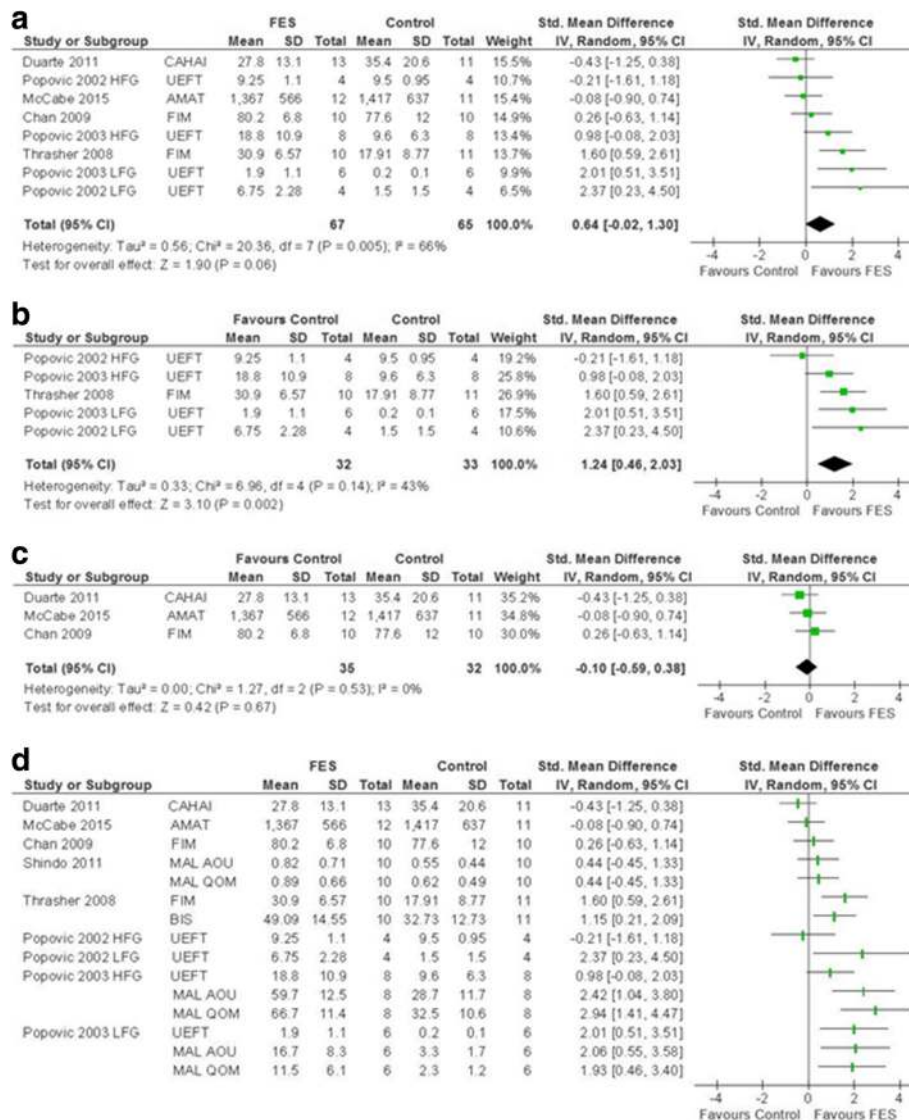 a
FES Control Std. Mean Difference Std. Mean Difference
Study or Subgroup Mean SD Total Mean SD Total Weight IV, Random, 95% CI IV, Random, 95% CI
Duarte 2011 CAHAI 27.8 13.1 13 35.4 20.6 11 15.5% -0.43 [-1.25, 0.38]
Popovic 2002 HFG UEFT 9.25 1.1 4 9.5 0.95 4 10.7% -0.21 [-1.61, 1.18]
McCabe 2015 AMAT 1,367 566 12 1,417 637 11 15.4% -0.08 [-0.90, 0.74]
Chan 2009 FIM 80.2 6.8 10 77.6 12 10 14.9% 0.26 [-0.63, 1.14]
Popovic 2003 HFG UEFT 18.8 10.9 8 9.6 6.3 8 13.4% 0.98 [-0.08, 2.03]
Thrasher 2008 FIM 30.9 6.57 10 17.91 8.77 11 13.7% 1.60 [0.59, 2.61]
Popovic 2003 LFG UEFT 1.9 1.1 6 0.2 0.1 6 9.9% 2.01 [0.51, 3.51]
Popovic 2002 LFG UEFT 6.75 2.28 4 1.5 1.5 4 6.5% 2.37 [0.23, 4.50]
Total (95% CI) 67 65 100.0% 0.64 [-0.02, 1.30]
Heterogeneity: Tau² = 0.56; Chi² = 20.36, df = 7 (P = 0.005); I² = 66%
Test for overall effect: Z = 1.90 (P = 0.06)
-4 -2 0 2 4
Favours Control Favours FES
b
Favours Control Control Std. Mean Difference Std. Mean Difference
Study or Subgroup Mean SD Total Mean SD Total Weight IV, Random, 95% CI IV, Random, 95% CI
Popovic 2002 HFG UEFT 9.25 1.1 4 9.5 0.95 4 19.2% -0.21 [-1.61, 1.18]
Popovic 2003 HFG UEFT 18.8 10.9 8 9.6 6.3 8 25.8% 0.98 [-0.08, 2.03]
Thrasher 2008 FIM 30.9 6.57 10 17.91 8.77 11 26.9% 1.60 [0.59, 2.61]
Popovic 2003 LFG UEFT 1.9 1.1 6 0.2 0.1 6 17.5% 2.01 [0.51, 3.51]
Popovic 2002 LFG UEFT 6.75 2.28 4 1.5 1.5 4 10.6% 2.37 [0.23, 4.50]
Total (95% CI) 32 33 100.0% 1.24 [0.46, 2.03]
Heterogeneity: Tau² = 0.33; Chi² = 6.96, df = 4 (P = 0.14); I² = 43%
Test for overall effect: Z = 3.10 (P = 0.002)
-4 -2 0 2 4
Favours Control Favours FES
c
Favours Control Control Std. Mean Difference Std. Mean Difference
Study or Subgroup Mean SD Total Mean SD Total Weight IV, Random, 95% CI IV, Random, 95% CI
Duarte 2011 CAHAI 27.8 13.1 13 35.4 20.6 11 35.2% -0.43 [-1.25, 0.38]
McCabe 2015 AMAT 1,367 566 12 1,417 637 11 34.8% -0.08 [-0.90, 0.74]
Chan 2009 FIM 80.2 6.8 10 77.6 12 10 30.0% 0.26 [-0.63, 1.14]
Total (95% CI) 35 32 100.0% -0.10 [-0.59, 0.38]
Heterogeneity: Tau² = 0.00; Chi² = 1.27, df = 2 (P = 0.53); I² = 0%
Test for overall effect: Z = 0.42 (P = 0.67)
-4 -2 0 2 4
Favours Control Favours FES
d
FES Control Std. Mean Difference Std. Mean Difference
Study or Subgroup Mean SD Total Mean SD Total IV, Random, 95% CI IV, Random, 95% CI
Duarte 2011 CAHAI 27.8 13.1 13 35.4 20.6 11 -0.43 [-1.25, 0.38]
McCabe 2015 AMAT 1,367 566 12 1,417 637 11 -0.08 [-0.90, 0.74]
Chan 2009 FIM 80.2 6.8 10 77.6 12 10 0.26 [-0.63, 1.14]
Shindo 2011 MAL AOU 0.82 0.71 10 0.55 0.44 10 0.44 [-0.45, 1.33]
MAL QOM 0.89 0.66 10 0.62 0.49 10 0.44 [-0.45, 1.33]
Thrasher 2008 FIM 30.9 6.57 10 17.91 8.77 11 1.60 [0.59, 2.61]
BIS 49.09 14.55 10 32.73 12.73 11 1.15 [0.21, 2.09]
Popovic 2002 HFG UEFT 9.25 1.1 4 9.5 0.95 4 -0.21 [-1.61, 1.18]
Popovic 2002 LFG UEFT 6.75 2.28 4 1.5 1.5 4 2.37 [0.23, 4.50]
Popovic 2003 HFG UEFT 18.8 10.9 8 9.6 6.3 8 0.98 [-0.08, 2.03]
MAL AOU 59.7 12.5 8 28.7 11.7 8 2.42 [1.04, 3.80]
MAL QOM 66.7 11.4 8 32.5 10.6 8 2.94 [1.41, 4.47]
Popovic 2003 LFG UEFT 1.9 1.1 6 0.2 0.1 6 2.01 [0.51, 3.51]
MAL AOU 16.7 8.3 6 3.3 1.7 6 2.06 [0.55, 3.58]
MAL QOM 11.5 6.1 6 2.3 1.2 6 1.93 [0.46, 3.40]
-4 -2 0 2 4
Favours Control Favours FES